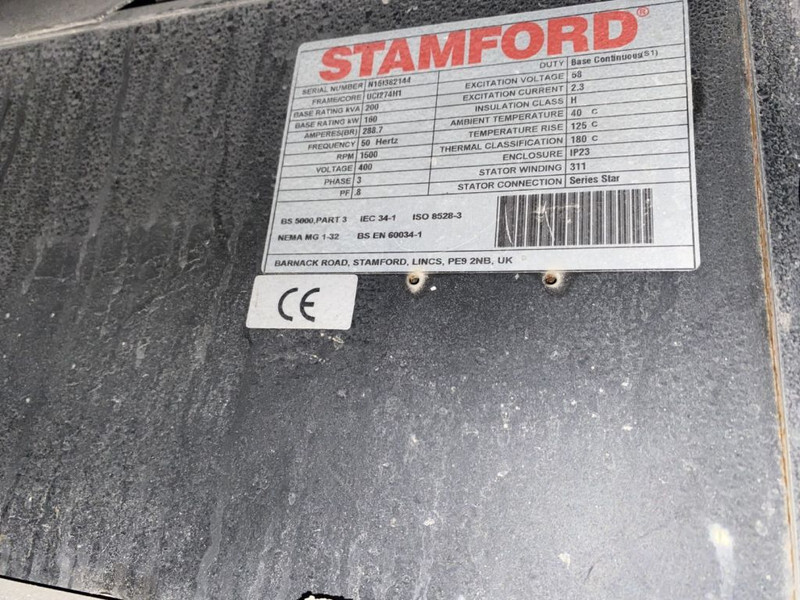 STAMFORD®
SERIAL NUMBER N15I362144
FRAME/CORE UCI274H1
BASE RATING kVA 200
BASE RATING kW 160
AMPERES(BR) 288.7
FREQUENCY 50 Hertz
RPM 1500
VOLTAGE 400
PHASE 3
PF .8
DUTY Base Continuous(S1)
EXCITATION VOLTAGE 58
EXCITATION CURRENT 2.3
INSULATION CLASS H
AMBIENT TEMPERATURE 40 C
TEMPERATURE RISE 125 C
THERMAL CLASSIFICATION 180 C
ENCLOSURE IP23
STATOR WINDING 311
STATOR CONNECTION Series Star
BS 5000,PART 3 IEC 34-1 ISO 8528-3
NEMA MG 1-32 BS EN 60034-1
BARNACK ROAD, STAMFORD, LINCS, PE9 2NB, UK
CE